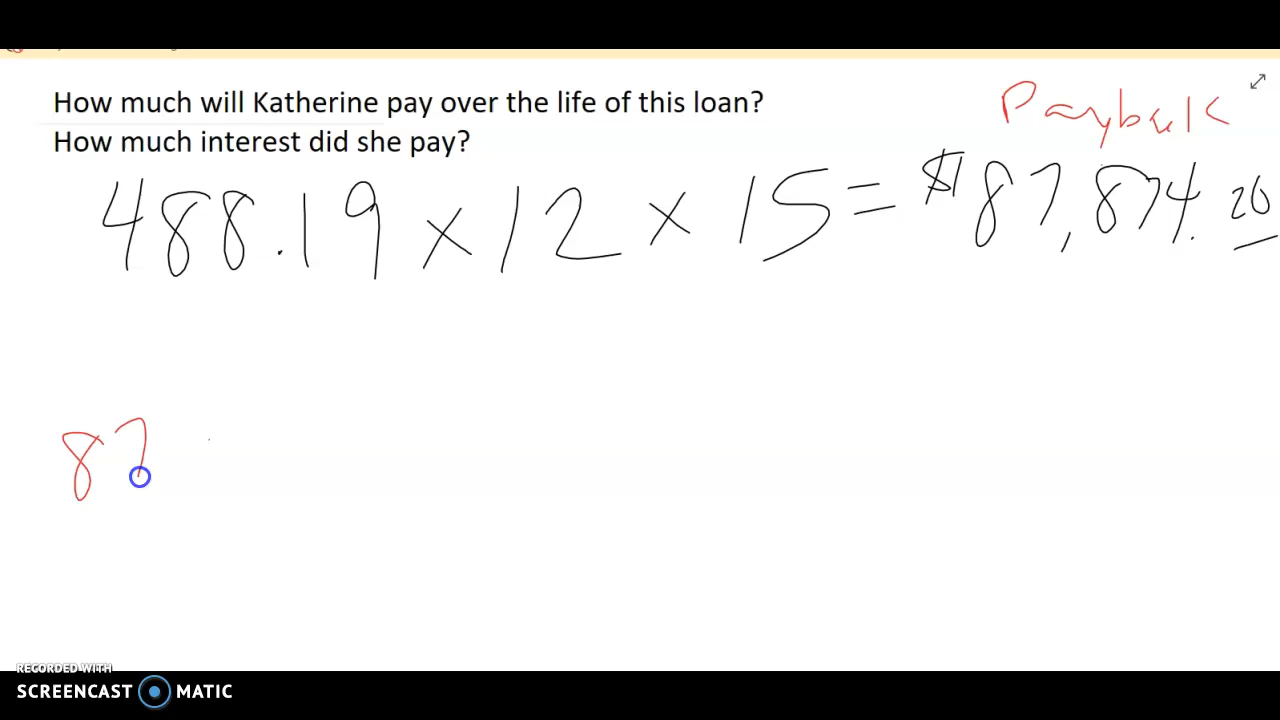 How much will Katherine pay over the life of this loan?
Payback
How much interest did she pay?
488.19 × 12 × 15 = $87,874.20
87
RECORDED WITH
SCREENCAST MATIC